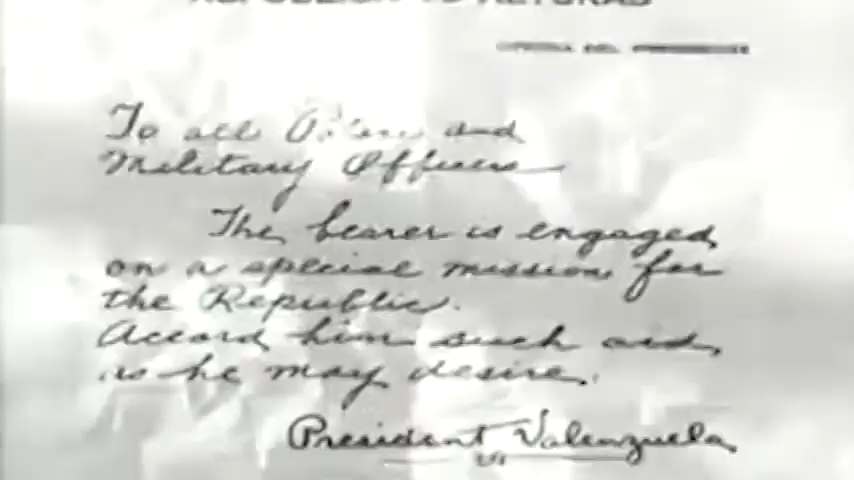 To all Police and
Military Officers
The bearer is engaged
on a special mission for
the Republic.
Accord him such aid
as he may desire.
President Valenzuela